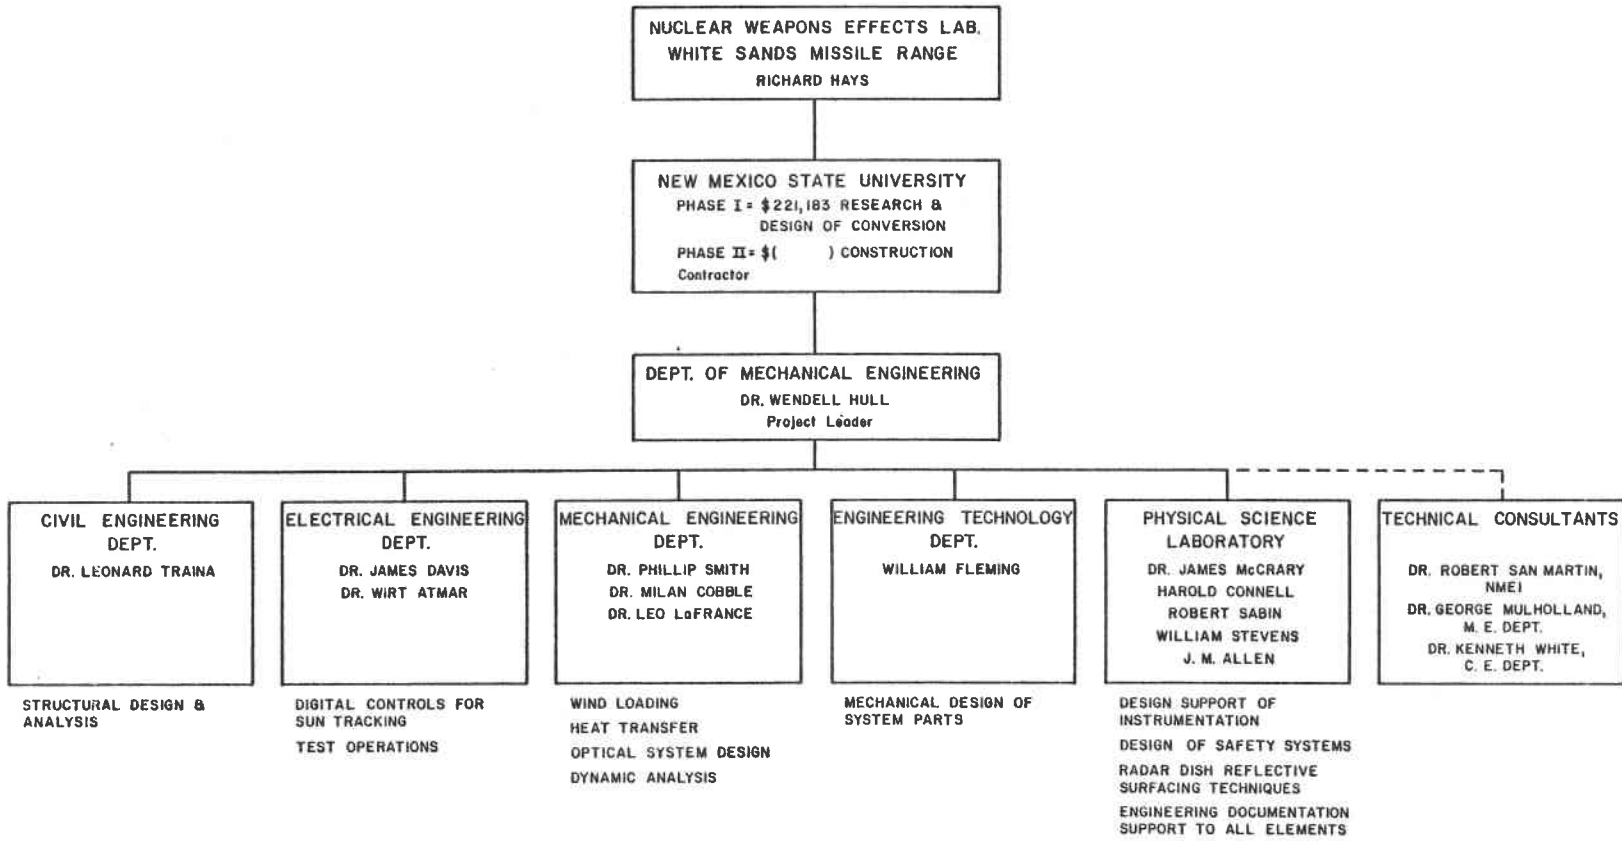 NUCLEAR WEAPONS EFFECTS LAB.
WHITE SANDS MISSILE RANGE
RICHARD HAYS
NEW MEXICO STATE UNIVERSITY
PHASE I = $221,183 RESEARCH &
DESIGN OF CONVERSION
PHASE II = $( ) CONSTRUCTION
Contractor
DEPT. OF MECHANICAL ENGINEERING
DR. WENDELL HULL
Project Leader
CIVIL ENGINEERING
DEPT.
DR. LEONARD TRAINA
STRUCTURAL DESIGN &
ANALYSIS
ELECTRICAL ENGINEERING
DEPT.
DR. JAMES DAVIS
DR. WIRT ATMAR
DIGITAL CONTROLS FOR
SUN TRACKING
TEST OPERATIONS
MECHANICAL ENGINEERING
DEPT.
DR. PHILLIP SMITH
DR. MILAN COBBLE
DR. LEO LaFRANCE
WIND LOADING
HEAT TRANSFER
OPTICAL SYSTEM DESIGN
DYNAMIC ANALYSIS
ENGINEERING TECHNOLOGY
DEPT.
WILLIAM FLEMING
MECHANICAL DESIGN OF
SYSTEM PARTS
PHYSICAL SCIENCE
LABORATORY
DR. JAMES McCRARY
HAROLD CONNELL
ROBERT SABIN
WILLIAM STEVENS
J. M. ALLEN
DESIGN SUPPORT OF
INSTRUMENTATION
DESIGN OF SAFETY SYSTEMS
RADAR DISH REFLECTIVE
SURFACING TECHNIQUES
ENGINEERING DOCUMENTATION
SUPPORT TO ALL ELEMENTS
TECHNICAL CONSULTANTS
DR. ROBERT SAN MARTIN,
NMEI
DR. GEORGE MULHOLLAND,
M. E. DEPT.
DR. KENNETH WHITE,
C. E. DEPT.